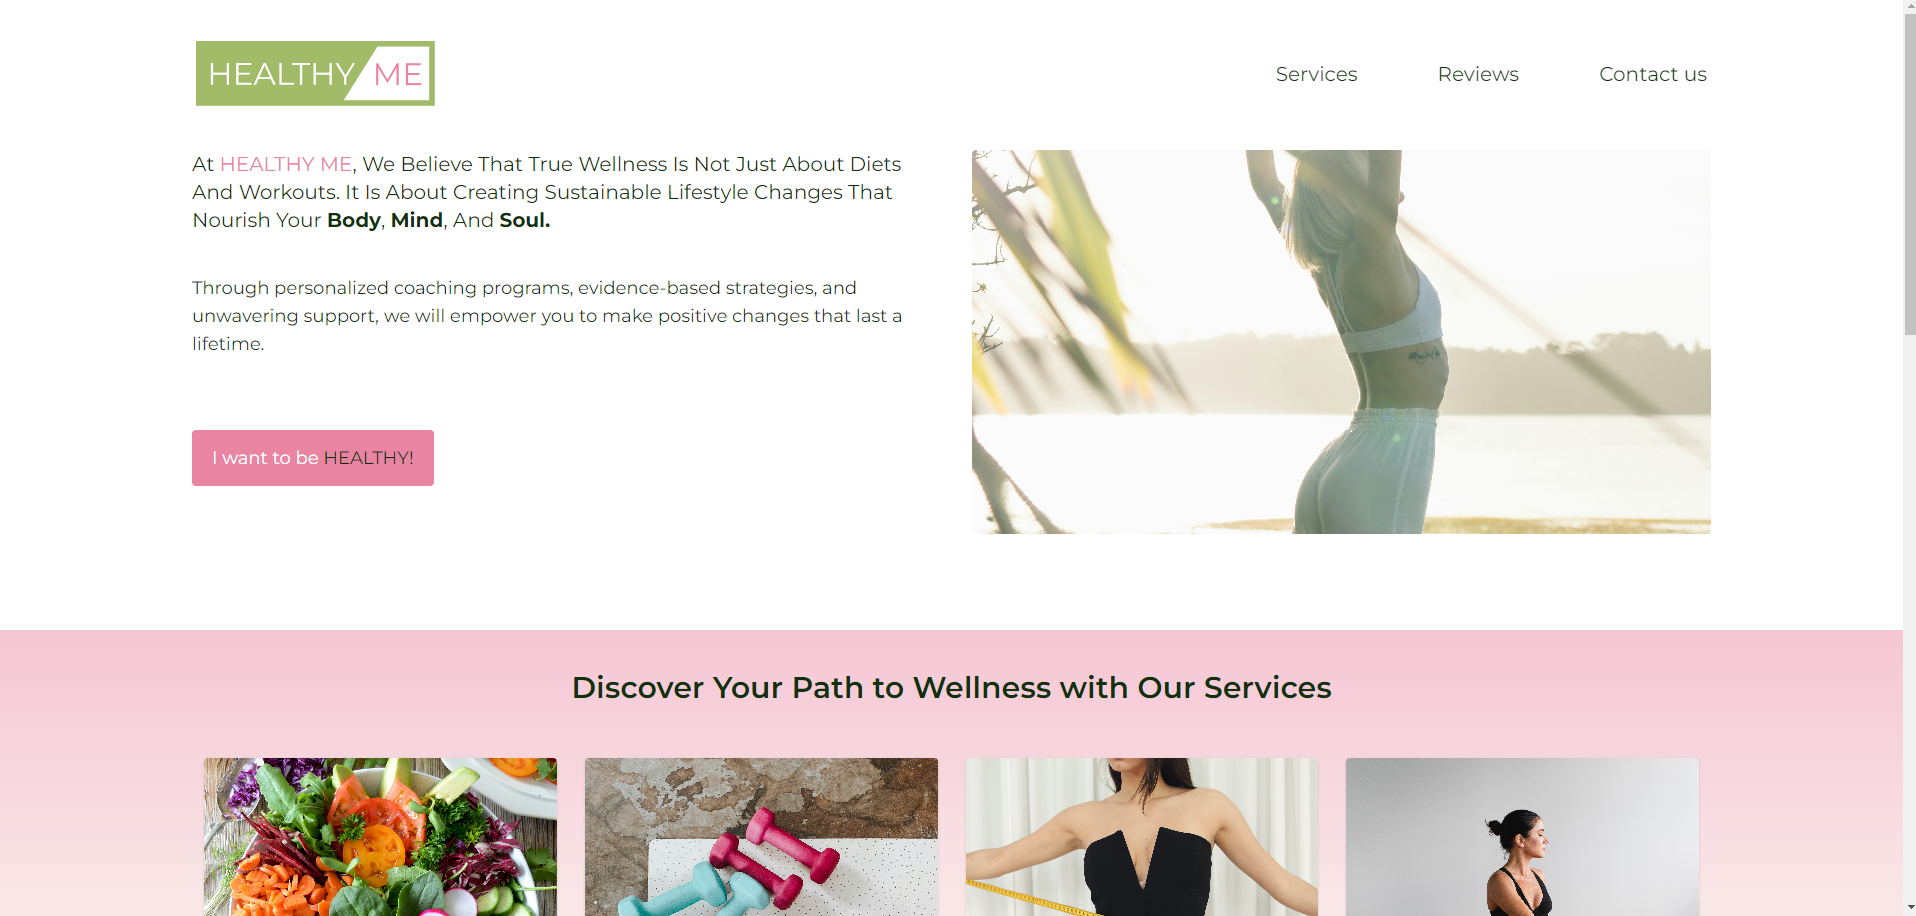 HEALTHY ME
Services
Reviews
Contact us
At HEALTHY ME, We Believe That True Wellness Is Not Just About Diets
And Workouts. It Is About Creating Sustainable Lifestyle Changes That
Nourish Your Body, Mind, And Soul.
Through personalized coaching programs, evidence-based strategies, and
unwavering support, we will empower you to make positive changes that last a
lifetime.
I want to be HEALTHY!
Discover Your Path to Wellness with Our Services